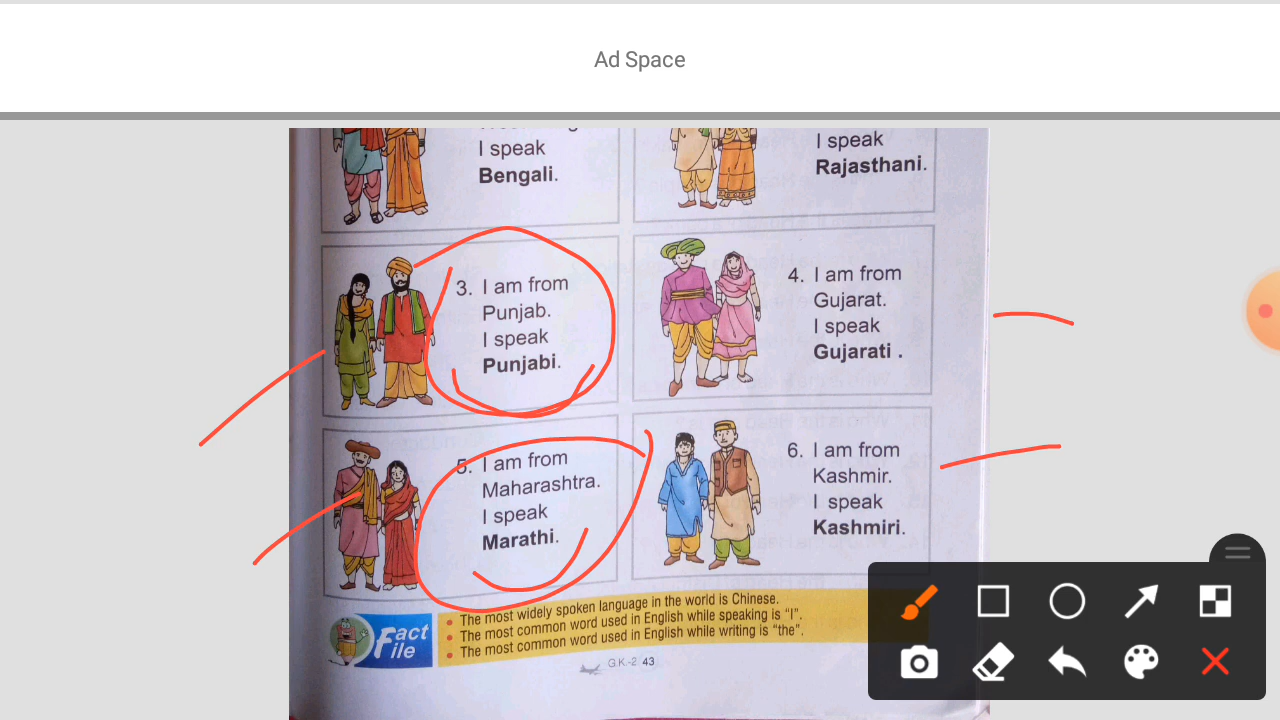 Ad Space
I speak
Bengali.
I speak
Rajasthani.
3. I am from
Punjab.
I speak
Punjabi.
4. I am from
Gujarat.
I speak
Gujarati .
5. I am from
Maharashtra.
I speak
Marathi.
6. I am from
Kashmir.
I speak
Kashmiri.
Fact
File
• The most widely spoken language in the world is Chinese.
• The most common word used in English while speaking is “I”.
• The most common word used in English while writing is “the”.
G.K.-2 43